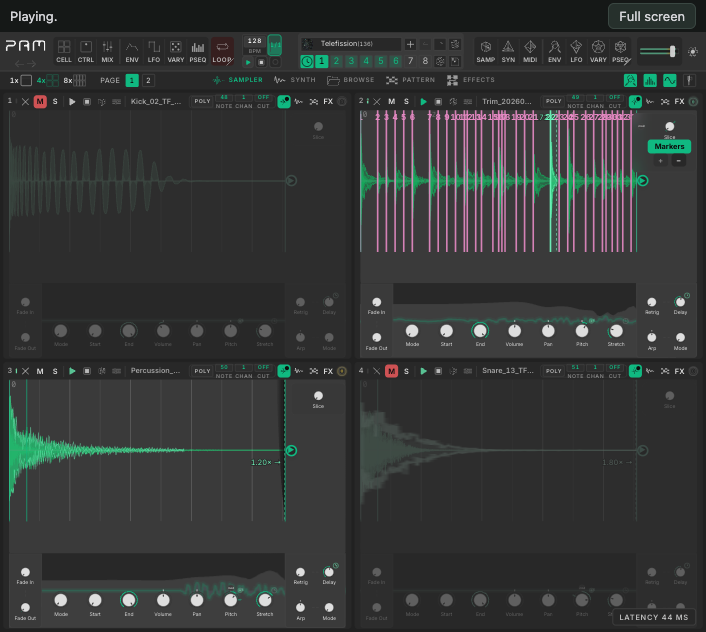 Playing.
Full screen
PAM
CELL CTRL MIX ENV LFO VARY PSEQ LOOP
128
BPM
Telefission(136)
1 2 3 4 5 6 7 8
SAMP SYN MIDI ENV LFO VARY PSEQ
1x 4x 8x PAGE 1 2
SAMPLER SYNTH BROWSE PATTERN EFFECTS
1 M S Kick_02_TF_... POLY 1 OFF FX
NOTE CHAN CUT
0
Slice
Fade In
Retrig Delay
Fade Out
Mode Start End Volume Pan Pitch Stretch
Arp Mode
2 M S Trim_20260... POLY 1 OFF FX
NOTE CHAN CUT
Slice
Markers
+ -
Fade In
Retrig Delay
Fade Out
Mode Start End Volume Pan Pitch Stretch
Arp Mode
3 M S Percussion_... POLY 50 1 OFF FX
NOTE CHAN CUT
0
Slice
1.20× →
Fade In
Retrig Delay
Fade Out
Mode Start End Volume Pan Pitch Stretch
Arp Mode
4 M S Snare_13_TF... POLY 51 1 OFF FX
NOTE CHAN CUT
0
Slice
1.80× →
Fade In
Retrig Delay
Fade Out
Mode Start End Volume Pan Pitch
LATENCY 44 MS